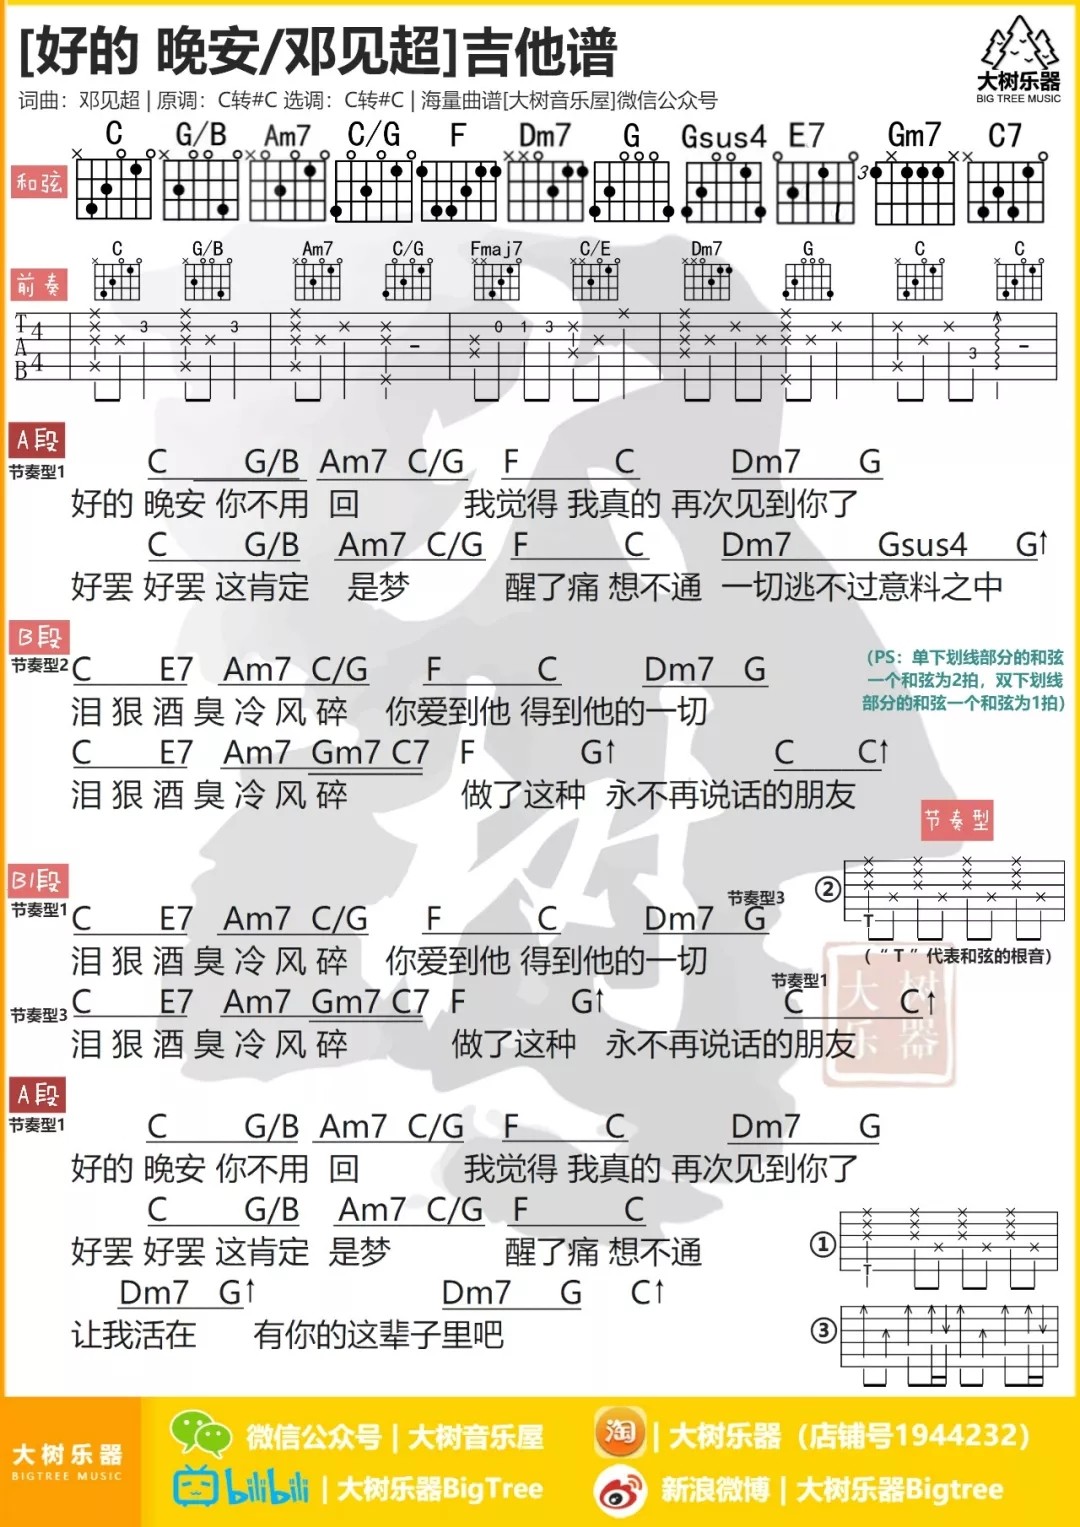 [好的 晚安/邓见超]吉他谱
大树乐器
BIG TREE MUSIC
词曲：邓见超 | 原调：C转#C 选调：C转#C | 海量曲谱[大树音乐屋]微信公众号
C G/B Am7 C/G F Dm7 G Gsus4 E7 Gm7 C7
和弦
3
C G/B Am7 C/G Fmaj7 C/E Dm7 G C C
前奏
T A B 4 4 3 3 0 1 3 3
A段
节奏型1
C G/B Am7 C/G F C Dm7 G
好的 晚安 你不用 回 我觉得 我真的 再次见到你了
C G/B Am7 C/G F C Dm7 Gsus4 G↑
好罢 好罢 这肯定 是梦 醒了痛 想不通 一切逃不过意料之中
B段
节奏型2
C E7 Am7 C/G F C Dm7 G
泪 狠 酒 臭 冷 风 碎 你爱到他 得到他的一切
（PS：单下划线部分的和弦
一个和弦为2拍，双下划线
部分的和弦一个和弦为1拍）
C E7 Am7 Gm7 C7 F G↑ C C↑
泪 狠 酒 臭 冷 风 碎 做了这种 永不再说话的朋友
节奏型
②
T
（“T”代表和弦的根音）
B1段
节奏型1
节奏型3
C E7 Am7 C/G F C Dm7 G
泪 狠 酒 臭 冷 风 碎 你爱到他 得到他的一切
节奏型3
节奏型1
C E7 Am7 Gm7 C7 F G↑ C C↑
泪 狠 酒 臭 冷 风 碎 做了这种 永不再说话的朋友
大树
乐器
A段
节奏型1
C G/B Am7 C/G F C Dm7 G
好的 晚安 你不用 回 我觉得 我真的 再次见到你了
C G/B Am7 C/G F C
好罢 好罢 这肯定 是梦 醒了痛 想不通
①
T
Dm7 G↑ Dm7 G C↑
让我活在 有你的这辈子里吧
③
大树乐器
BIGTREE MUSIC
微信公众号 | 大树音乐屋
淘 | 大树乐器（店铺号1944232）
bilibili | 大树乐器BigTree
新浪微博 | 大树乐器Bigtree
大树